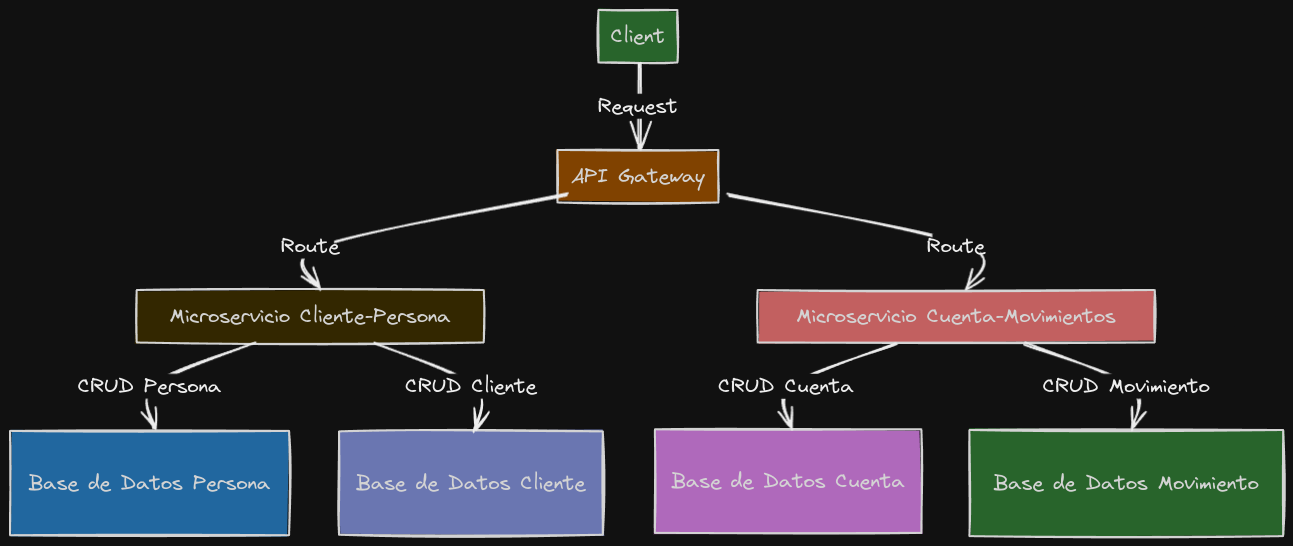 Client
Request
API Gateway
Route
Route
Microservicio Cliente-Persona
Microservicio Cuenta-Movimientos
CRUD Persona
CRUD Cliente
CRUD Cuenta
CRUD Movimiento
Base de Datos Persona
Base de Datos Cliente
Base de Datos Cuenta
Base de Datos Movimiento